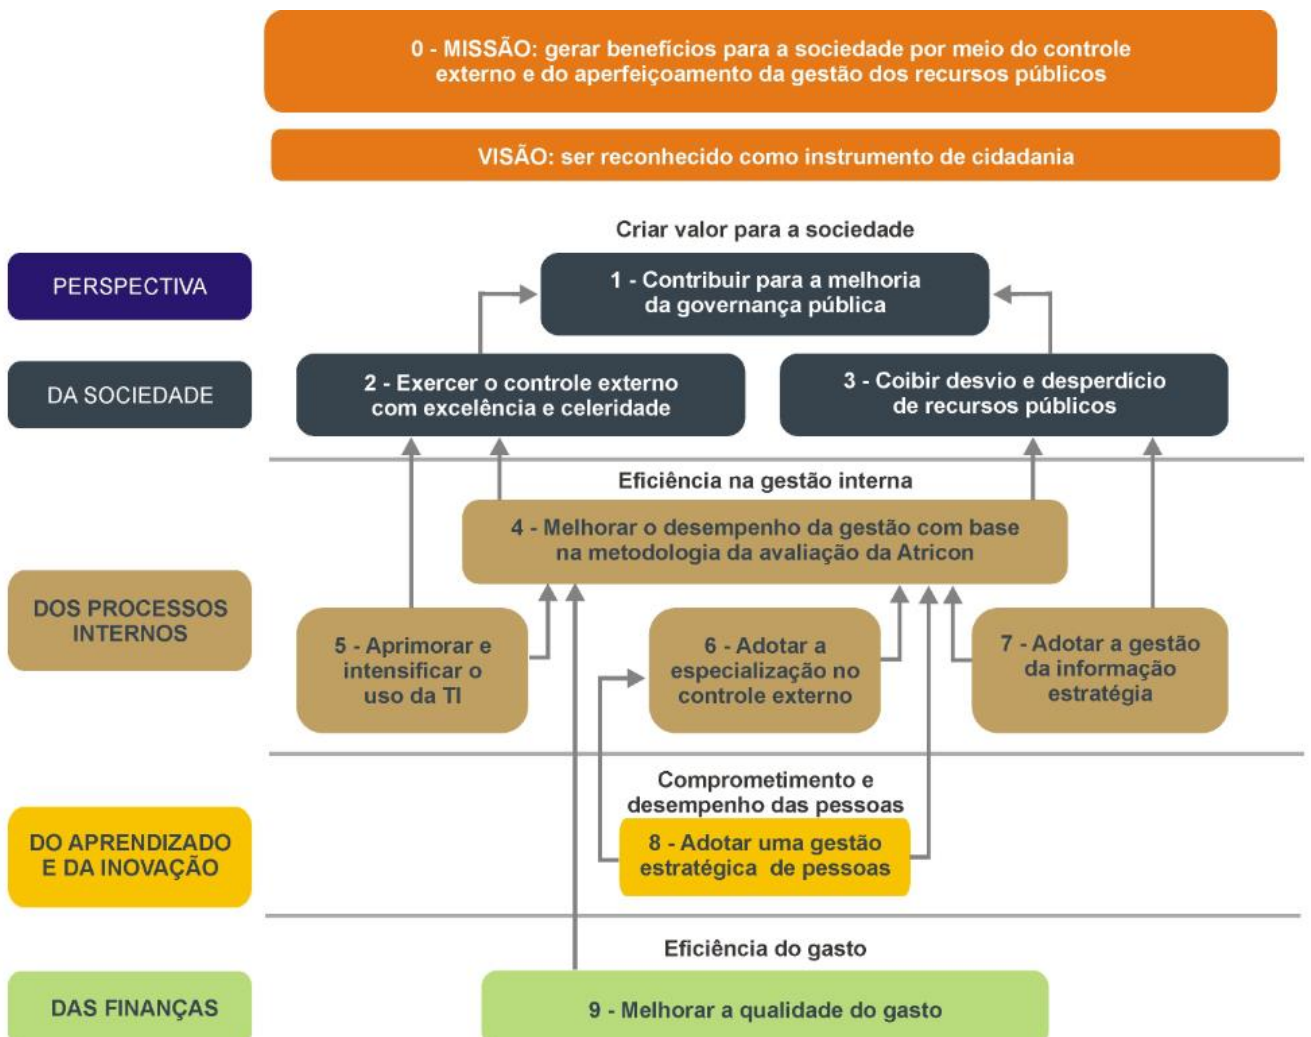 0 - MISSÃO: gerar benefícios para a sociedade por meio do controle
externo e do aperfeiçoamento da gestão dos recursos públicos
VISÃO: ser reconhecido como instrumento de cidadania
Criar valor para a sociedade
PERSPECTIVA
1 - Contribuir para a melhoria
da governança pública
DA SOCIEDADE
2 - Exercer o controle externo
com excelência e celeridade
3 - Coibir desvio e desperdício
de recursos públicos
Eficiência na gestão interna
4 - Melhorar o desempenho da gestão com base
na metodologia da avaliação da Atricon
DOS PROCESSOS
INTERNOS
5 - Aprimorar e
intensificar o
uso da TI
6 - Adotar a
especialização no
controle externo
7 - Adotar a gestão
da informação
estratégia
Comprometimento e
desempenho das pessoas
DO APRENDIZADO
E DA INOVAÇÃO
8 - Adotar uma gestão
estratégica de pessoas
Eficiência do gasto
DAS FINANÇAS
9 - Melhorar a qualidade do gasto